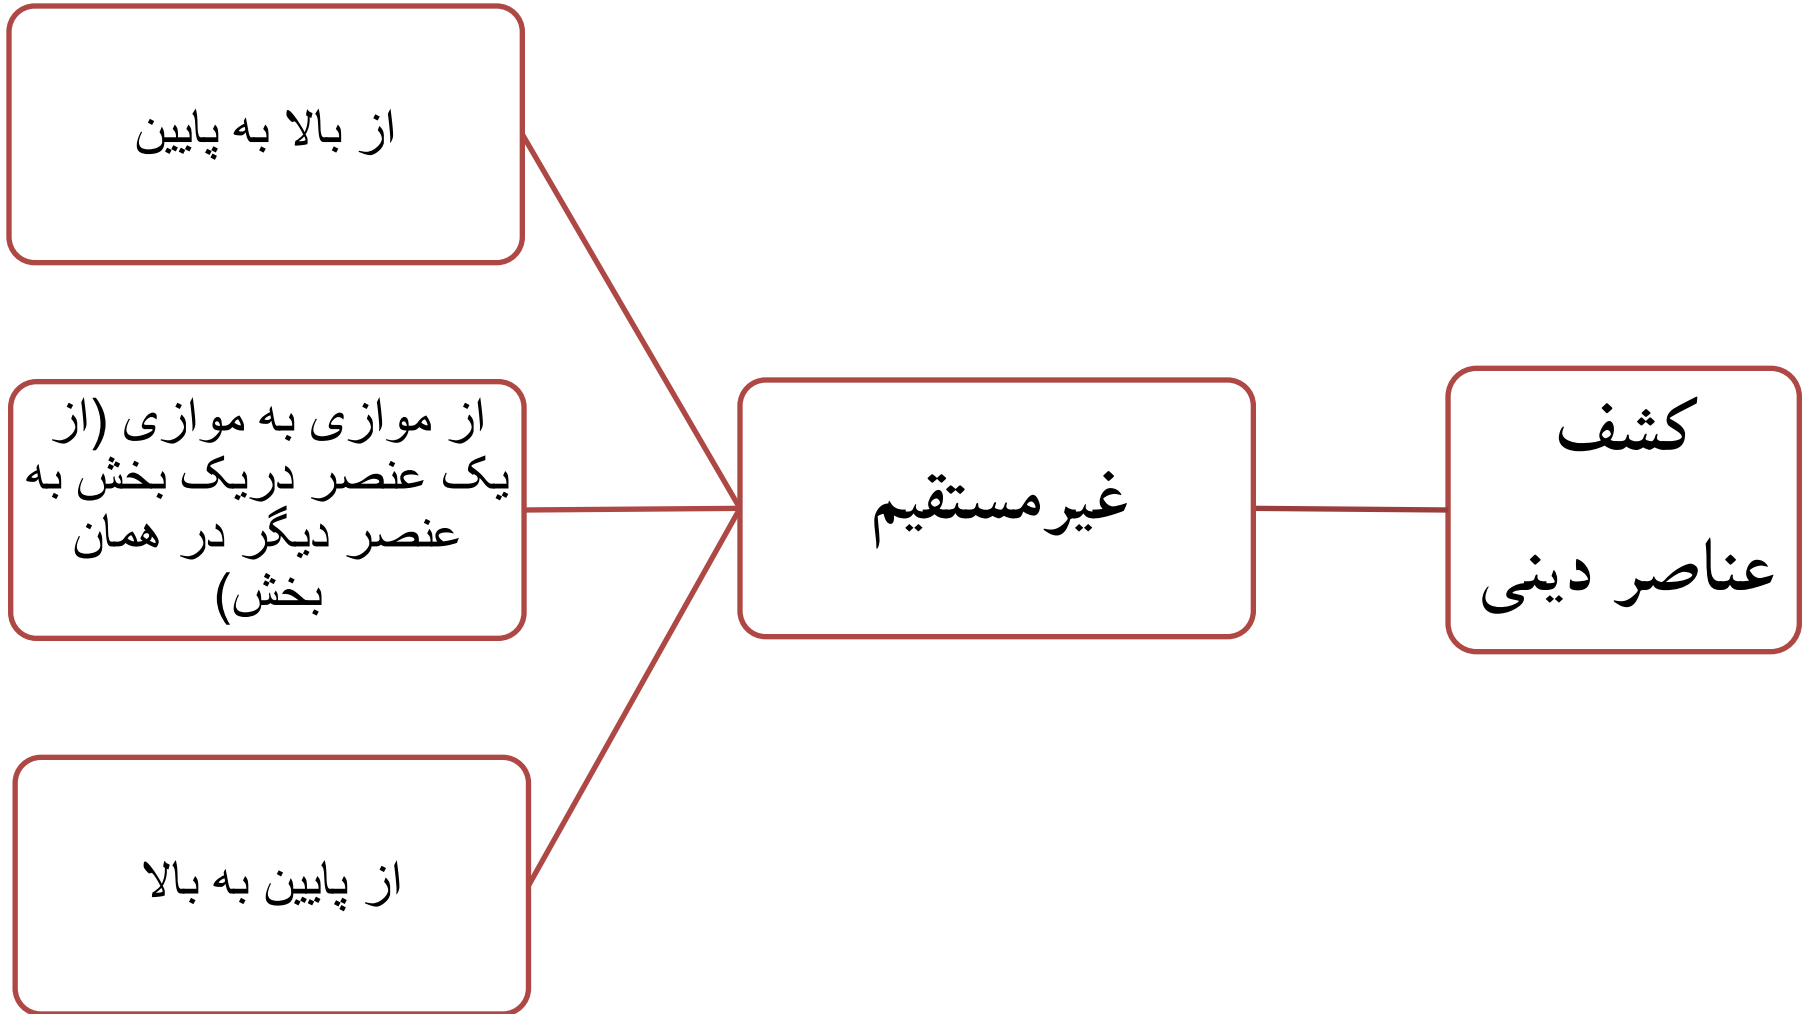 کشف
عناصر دینی
غیرمستقیم
از بالا به پایین
از موازی به موازی (از
یک عنصر دریک بخش به
عنصر دیگر در همان
بخش)
از پایین به بالا